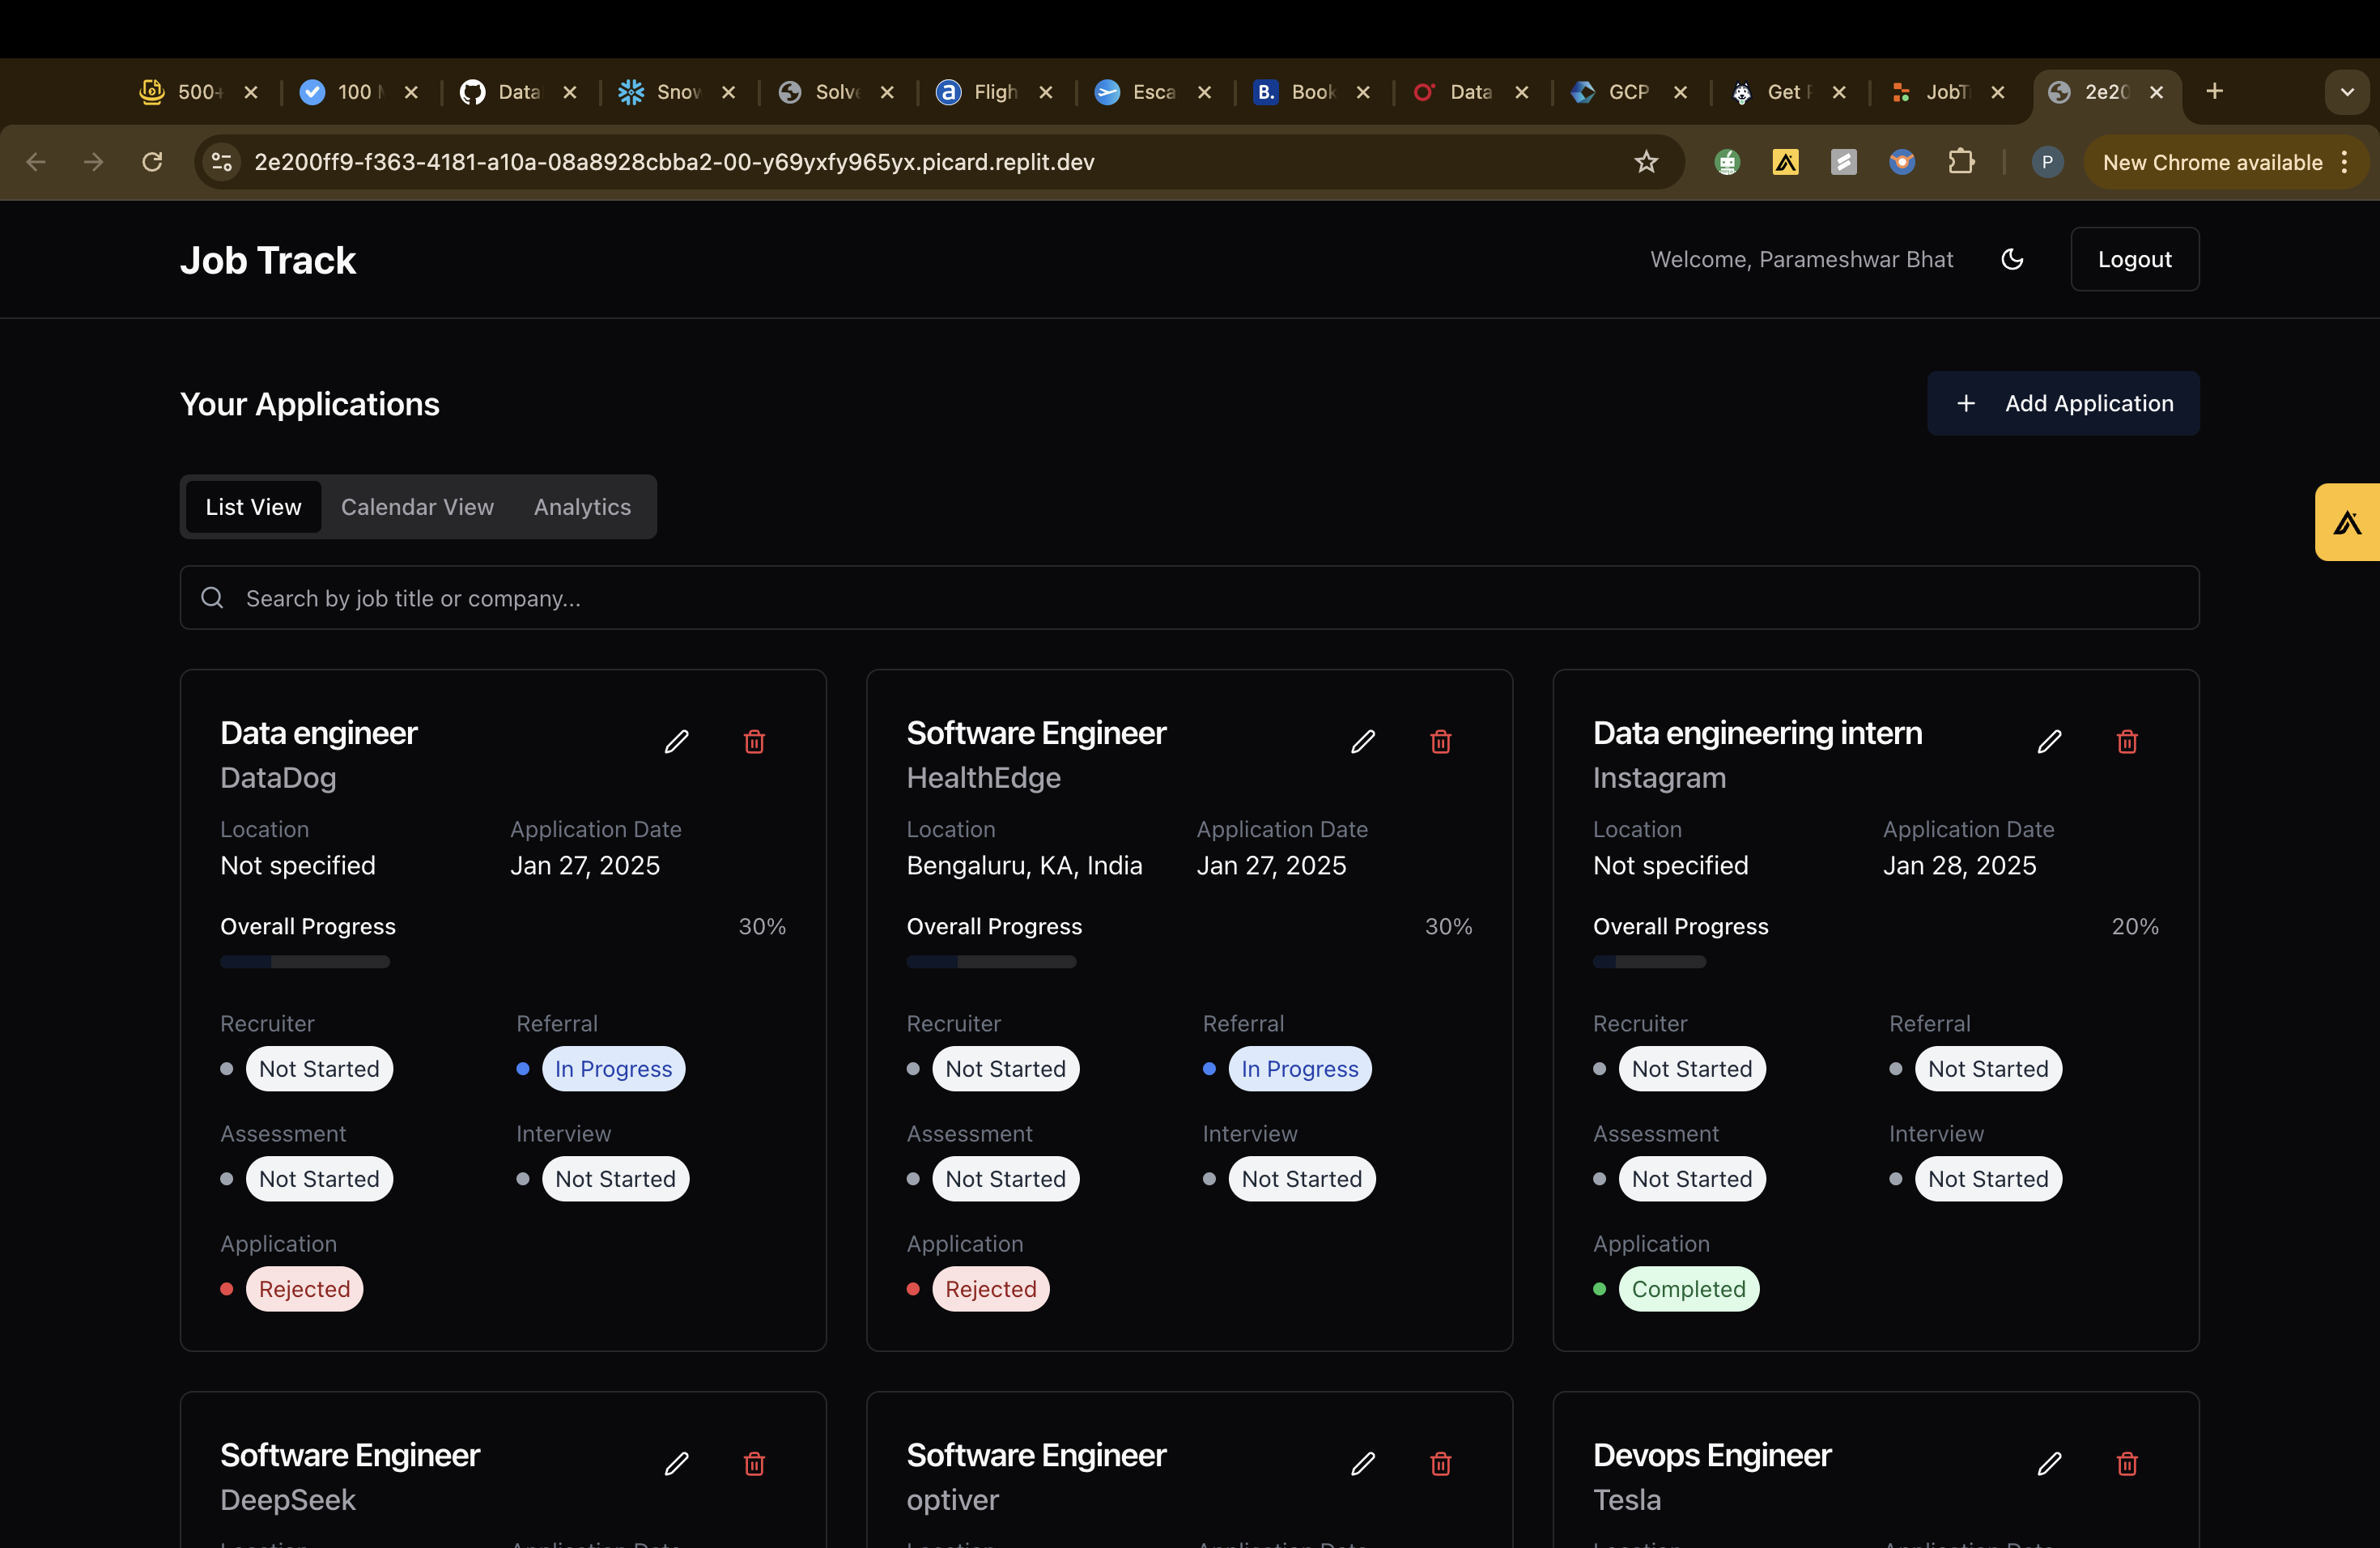 500+ 100 Data Snow Solve Fligh Esca Book Data GCP Get JobT 2e20
2e200ff9-f363-4181-a10a-08a8928cbba2-00-y69yxfy965yx.picard.replit.dev P New Chrome available
Job Track Welcome, Parameshwar Bhat Logout
Your Applications + Add Application
List View Calendar View Analytics
Search by job title or company...
Data engineer
DataDog
Location Application Date
Not specified Jan 27, 2025
Overall Progress 30%
Recruiter Referral
Not Started In Progress
Assessment Interview
Not Started Not Started
Application
Rejected
Software Engineer
HealthEdge
Location Application Date
Bengaluru, KA, India Jan 27, 2025
Overall Progress 30%
Recruiter Referral
Not Started In Progress
Assessment Interview
Not Started Not Started
Application
Rejected
Data engineering intern
Instagram
Location Application Date
Not specified Jan 28, 2025
Overall Progress 20%
Recruiter Referral
Not Started Not Started
Assessment Interview
Not Started Not Started
Application
Completed
Software Engineer
DeepSeek
Software Engineer
optiver
Devops Engineer
Tesla